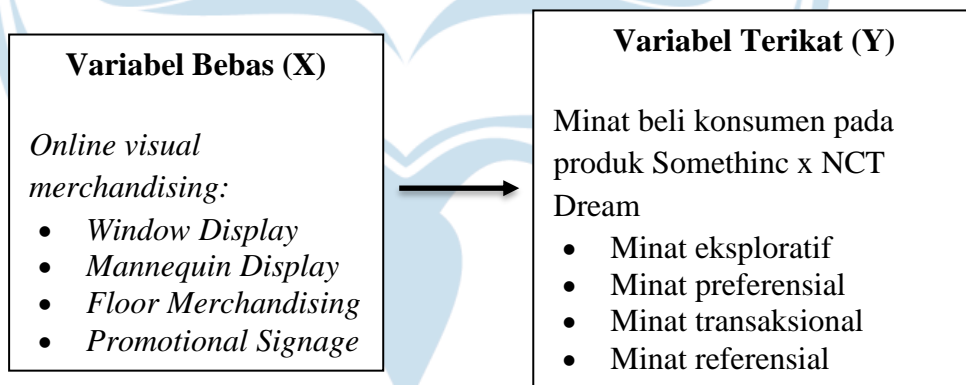 Variabel Bebas (X)
Online visual
merchandising:
• Window Display
• Mannequin Display
• Floor Merchandising
• Promotional Signage
Variabel Terikat (Y)
Minat beli konsumen pada
produk Somethinc x NCT
Dream
• Minat eksploratif
• Minat preferensial
• Minat transaksional
• Minat referensial